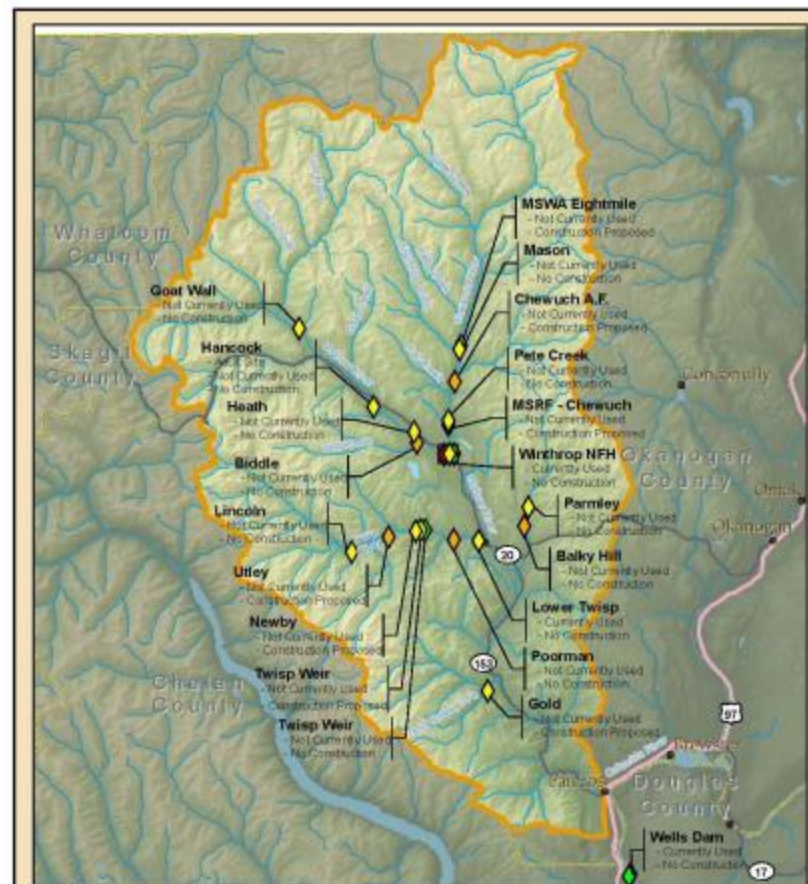 MSWA Eightmile
- Not Currently Used
- Construction Proposed
Mason
- Not Currently Used
- No Construction
Whatcom
County
Goat Wall
- Not Currently Used
- No Construction
Chewuch A.F.
- Not Currently Used
- Construction Proposed
Skagit
County
Hancock
- Not Currently Used
- No Construction
Pete Creek
- Not Currently Used
- No Construction
Conconully
Heath
- Not Currently Used
- No Construction
MSRF - Chewuch
- Not Currently Used
- Construction Proposed
Biddle
- Not Currently Used
- No Construction
Winthrop NFH
- Currently Used
- No Construction
Okanogan
County
Lincoln
- Not Currently Used
- No Construction
Parmley
- Not Currently Used
- No Construction
Omak
Okanogan
20
Balky Hill
- Not Currently Used
- No Construction
Utley
- Not Currently Used
- Construction Proposed
Lower Twisp
- Currently Used
- No Construction
Newby
- Not Currently Used
- Construction Proposed
Poorman
- Not Currently Used
- No Construction
153
Twisp Weir
- Not Currently Used
- Construction Proposed
Chelan
County
Gold
- Not Currently Used
- Construction Proposed
97
Twisp Weir
- Not Currently Used
- No Construction
Columbia River
Brewster
Pateros
Douglas
County
Wells Dam
- Currently Used
- No Construction
17